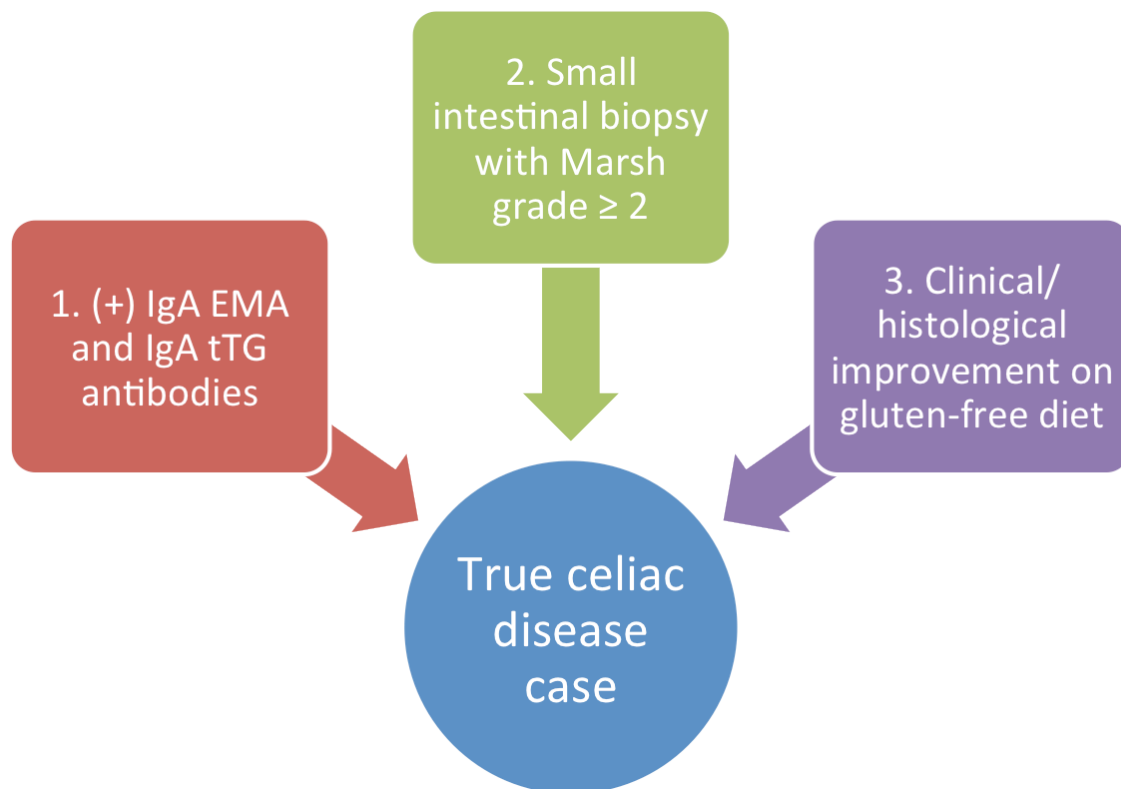 1. (+) IgA EMA
and IgA tTG
antibodies
2. Small
intestinal biopsy
with Marsh
grade ≥ 2
3. Clinical/
histological
improvement on
gluten-free diet
True celiac
disease
case